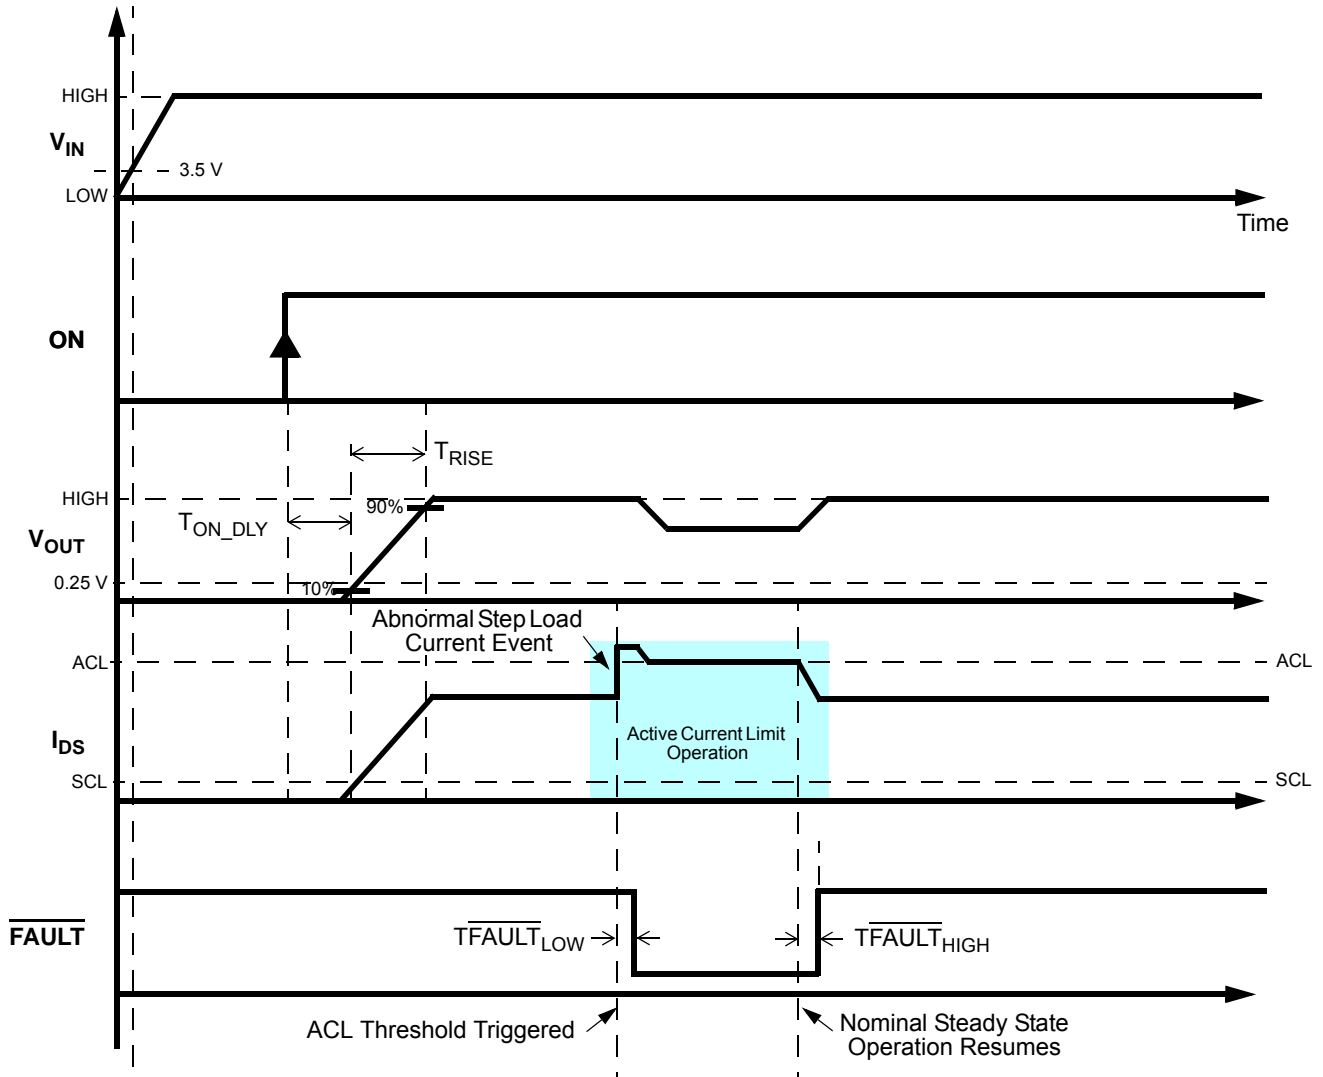 HIGH
VIN
3.5 V
LOW
Time
ON
TRISE
HIGH
90%
TON_DLY
VOUT
0.25 V
10%
Abnormal Step Load
Current Event
ACL
ACL
Active Current Limit
Operation
IDS
SCL
SCL
FAULT
TFAULTLOW
TFAULTHIGH
ACL Threshold Triggered
Nominal Steady State
Operation Resumes